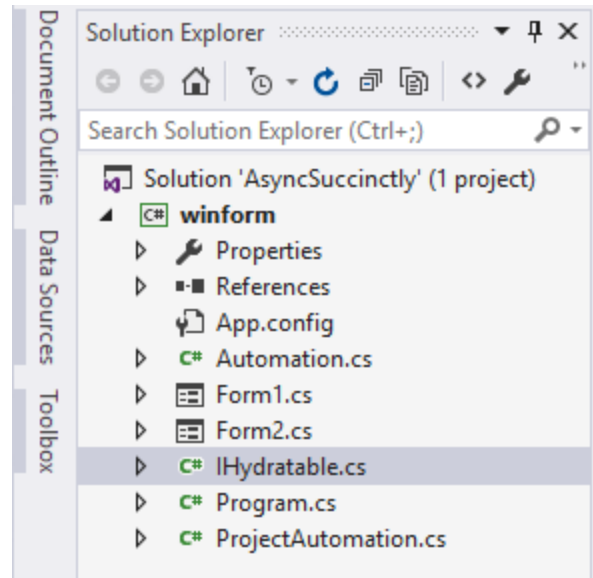 Document Outline
Data Sources
Toolbox
Solution Explorer
Search Solution Explorer (Ctrl+;)
Solution 'AsyncSuccinctly' (1 project)
C# winform
Properties
References
App.config
C# Automation.cs
Form1.cs
Form2.cs
C# IHydratable.cs
C# Program.cs
C# ProjectAutomation.cs